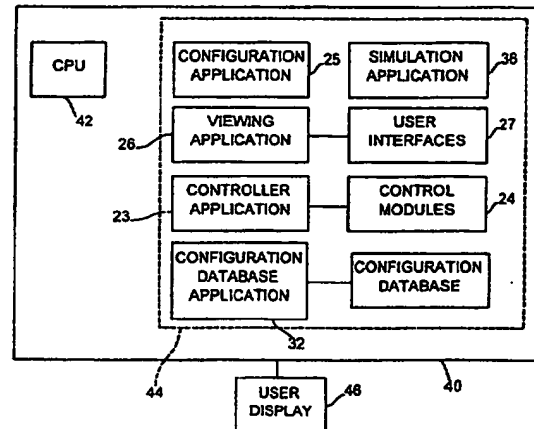 CPU
42
CONFIGURATION
APPLICATION
25
SIMULATION
APPLICATION
38
VIEWING
APPLICATION
26
USER
INTERFACES
27
CONTROLLER
APPLICATION
23
CONTROL
MODULES
24
CONFIGURATION
DATABASE
APPLICATION
32
CONFIGURATION
DATABASE
44
40
USER
DISPLAY
46